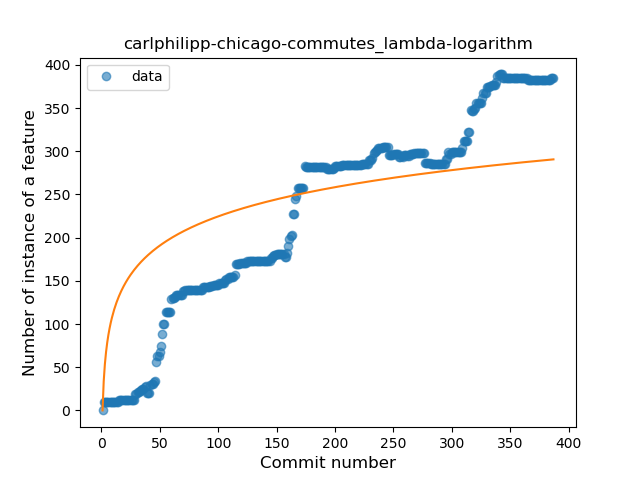 carlphilipp-chicago-commutes_lambda-logarithm
data
Number of instance of a feature
400
350
300
250
200
150
100
50
0
0 50 100 150 200 250 300 350 400
Commit number